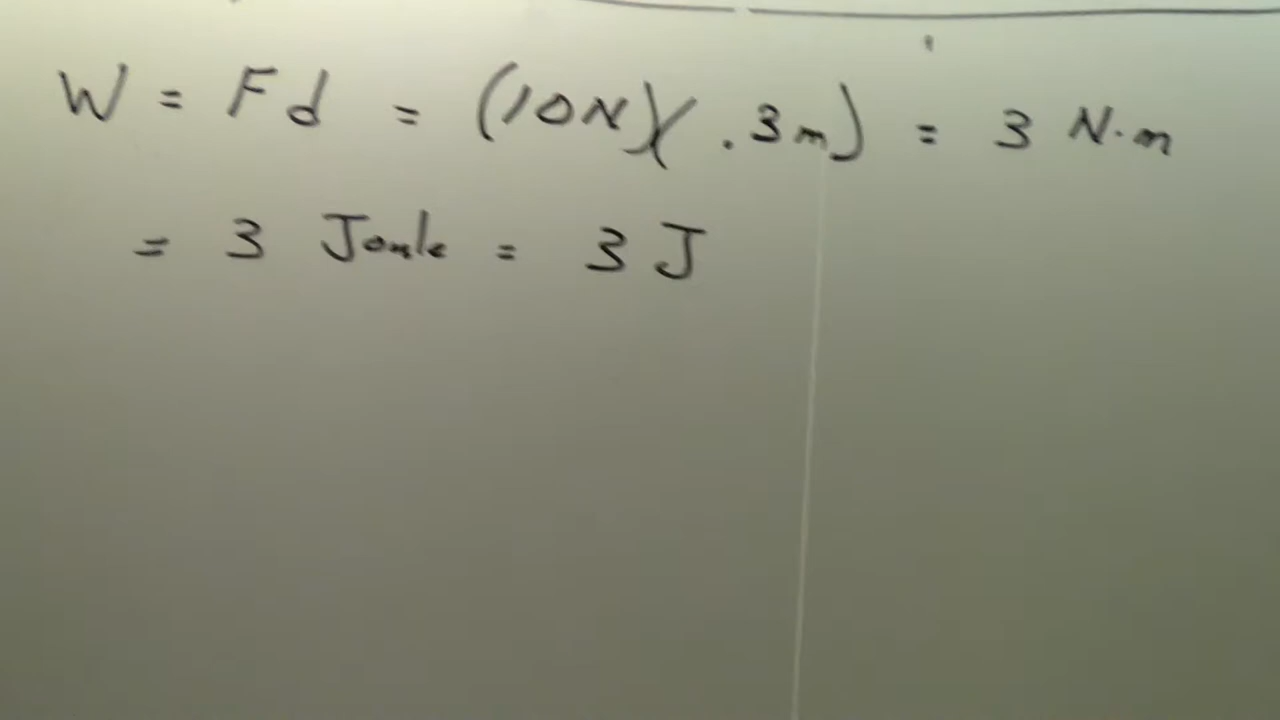 W = Fd = (10N)(.3m) = 3 N·m
= 3 Joule = 3 J